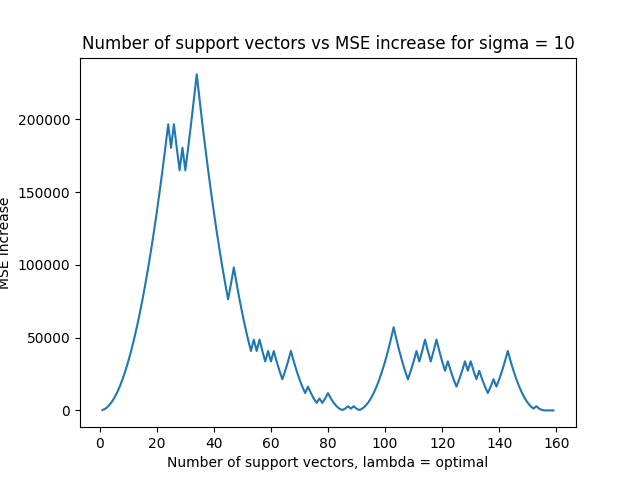 Number of support vectors vs MSE increase for sigma = 10
MSE increase
200000
150000
100000
50000
0
0 20 40 60 80 100 120 140 160
Number of support vectors, lambda = optimal